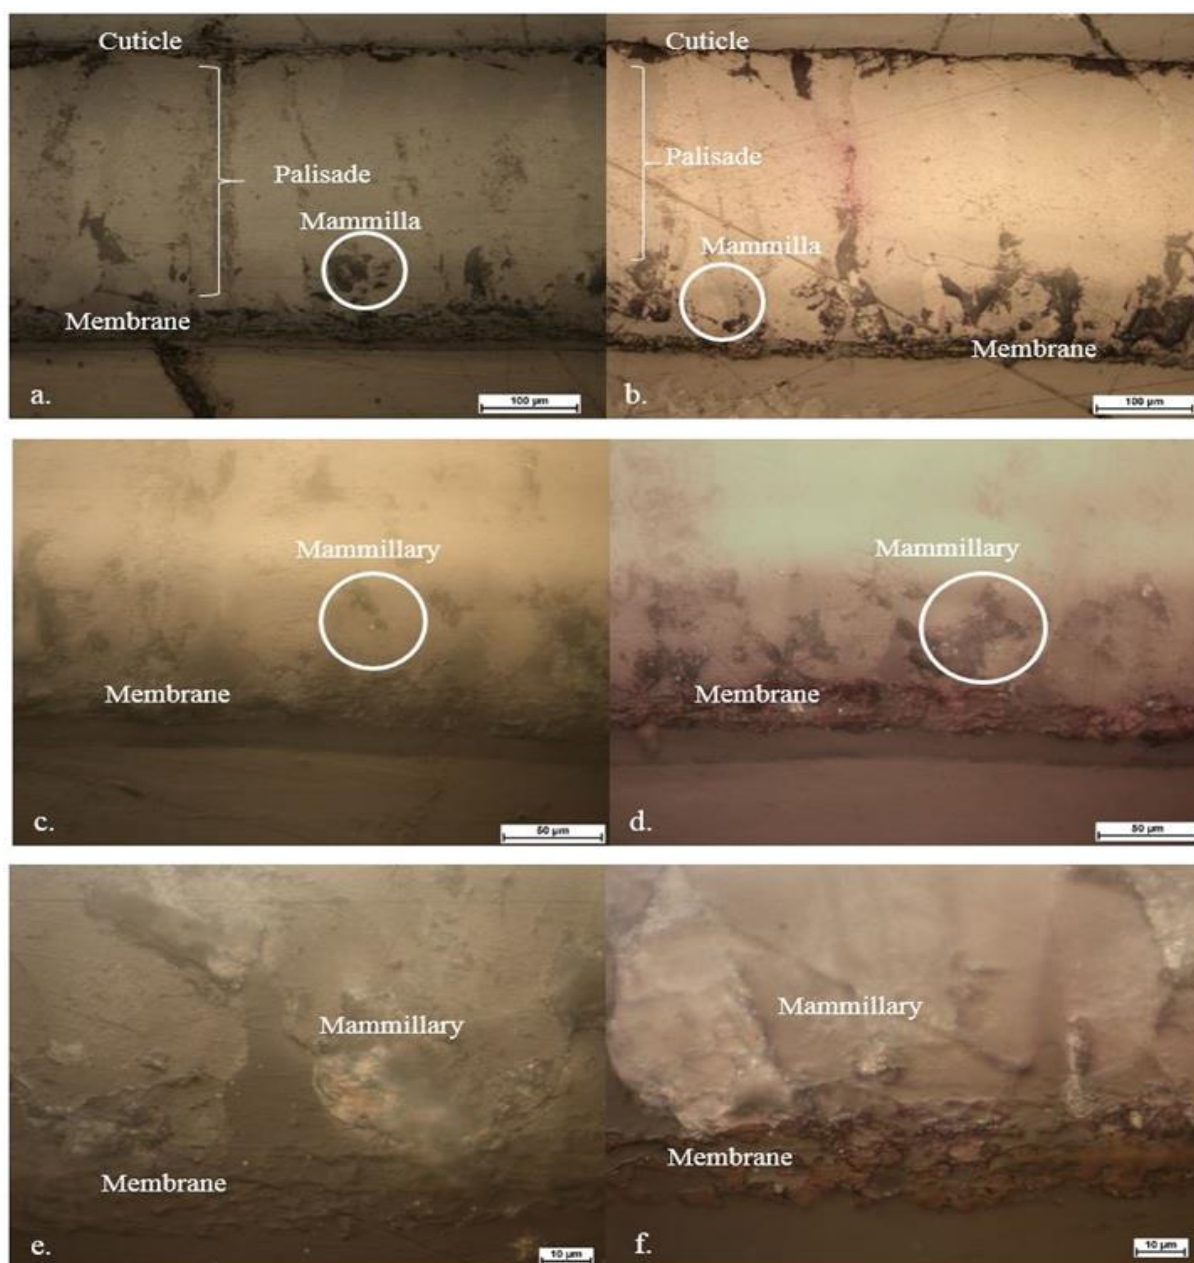 Cuticle
Palisade
Mammilla
Membrane
a.
100 µm
Cuticle
Palisade
Mammilla
Membrane
b.
100 µm
Mammillary
Membrane
c.
50 µm
Mammillary
Membrane
d.
50 µm
Mammillary
Membrane
e.
10 µm
Mammillary
Membrane
f.
10 µm